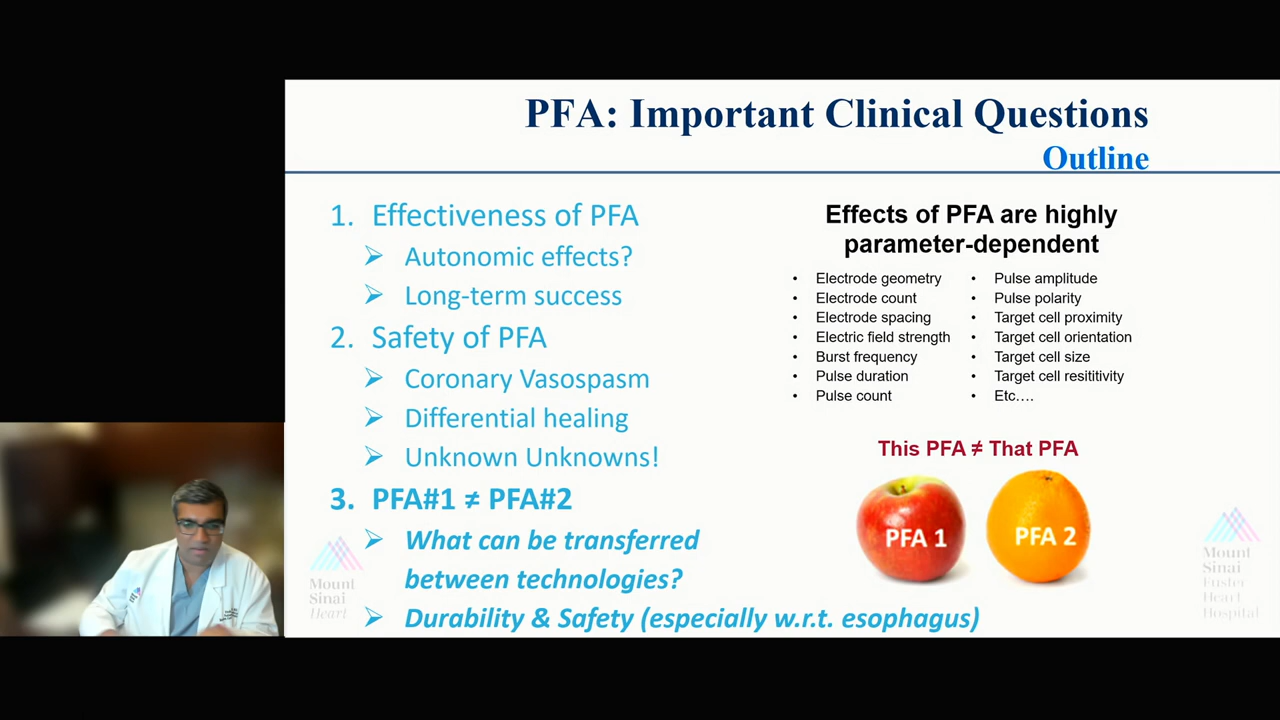 PFA: Important Clinical Questions
Outline
1. Effectiveness of PFA
Autonomic effects?
Long-term success
2. Safety of PFA
Coronary Vasospasm
Differential healing
Unknown Unknowns!
3. PFA#1 ≠ PFA#2
What can be transferred
between technologies?
Durability & Safety (especially w.r.t. esophagus)
Effects of PFA are highly
parameter-dependent
• Electrode geometry
• Electrode count
• Electrode spacing
• Electric field strength
• Burst frequency
• Pulse duration
• Pulse count
• Pulse amplitude
• Pulse polarity
• Target cell proximity
• Target cell orientation
• Target cell size
• Target cell resititivity
• Etc....
This PFA ≠ That PFA
PFA 1
PFA 2
Mount
Sinai
Heart
Mount
Sinai
Fuster
Heart
Hospital